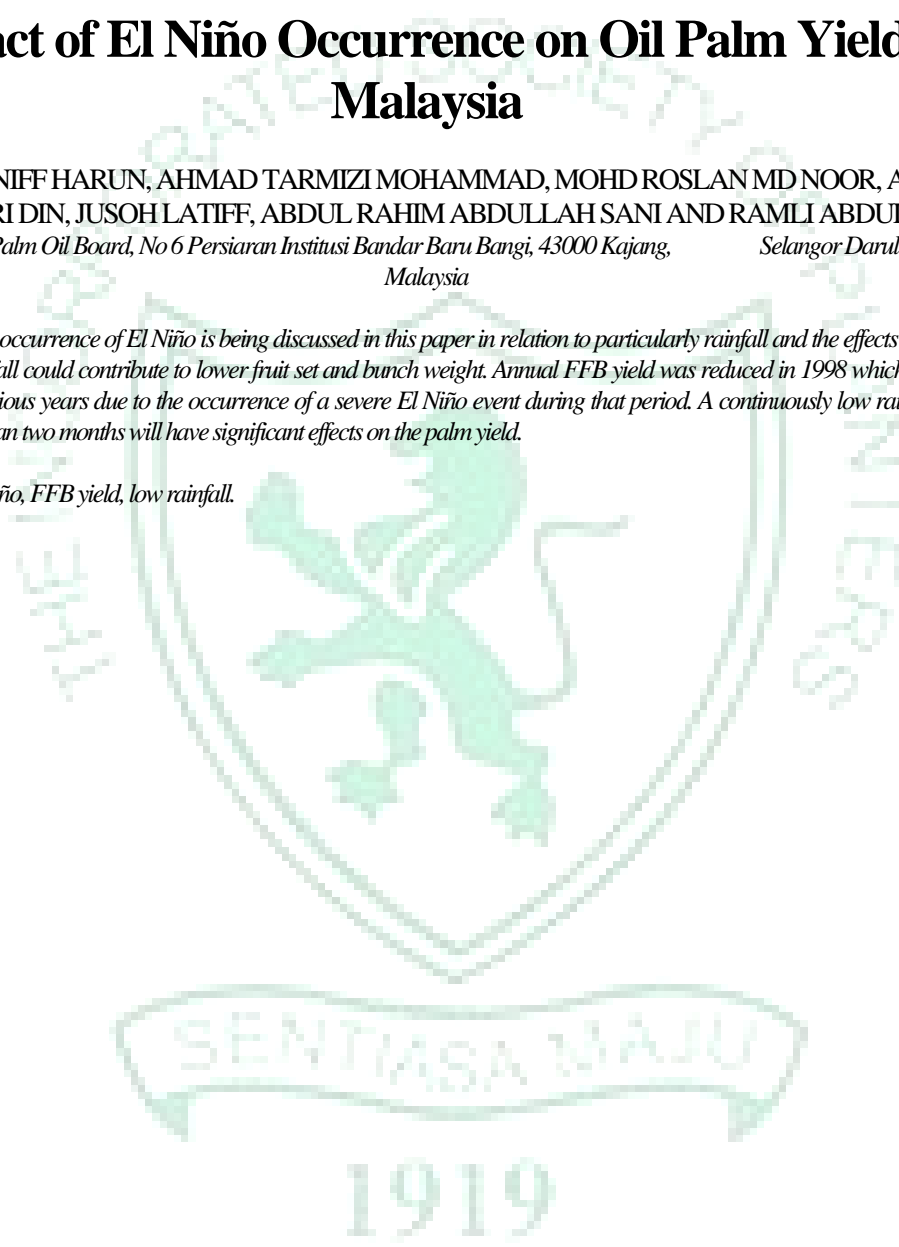 act of El Niño Occurrence on Oil Palm Yield
Malaysia
NIFF HARUN, AHMAD TARMIZI MOHAMMAD, MOHD ROSLAN MD NOOR, A
RI DIN, JUSOH LATIFF, ABDUL RAHIM ABDULLAH SANI AND RAMLI ABDUL
Palm Oil Board, No 6 Persiaran Institusi Bandar Baru Bangi, 43000 Kajang, Selangor Darul
Malaysia
occurrence of El Niño is being discussed in this paper in relation to particularly rainfall and the effects
all could contribute to lower fruit set and bunch weight. Annual FFB yield was reduced in 1998 which
ious years due to the occurrence of a severe El Niño event during that period. A continuously low rai
an two months will have significant effects on the palm yield.
ño, FFB yield, low rainfall.
THE INCORPORATED SOCIETY OF PLANTERS
SENTIASA MAJU
1919